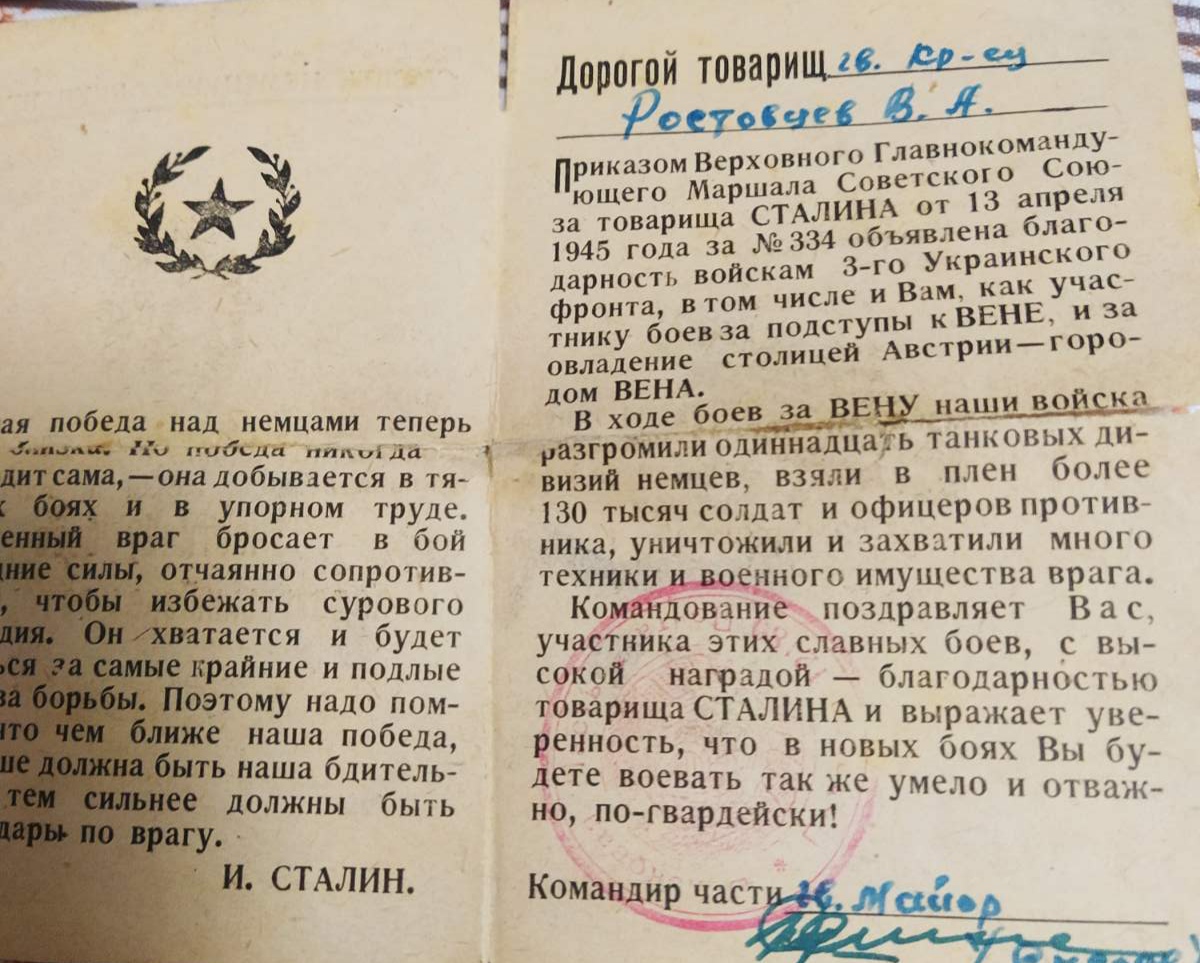 ая победа над немцами теперь
близка. Но победа никогда
дит сама,—она добывается в тя-
х боях и в упорном труде.
енный враг бросает в бой
дние силы, отчаянно сопротив-
, чтобы избежать сурового
дия. Он хватается и будет
ься за самые крайние и подлые
ва борьбы. Поэтому надо пом-
что чем ближе наша победа,
ше должна быть наша бдитель-
тем сильнее должны быть
дары по врагу.
И. СТАЛИН.
Дорогой товарищ гв. кр-ец
Ростовцев В. А.
Приказом Верховного Главнокоманду-
ющего Маршала Советского Сою-
за товарища СТАЛИНА от 13 апреля
1945 года за № 334 объявлена благо-
дарность войскам 3-го Украинского
фронта, в том числе и Вам, как учас-
тнику боев за подступы к ВЕНЕ, и за
овладение столицей Австрии—горо-
дом ВЕНА.
В ходе боев за ВЕНУ наши войска
разгромили одиннадцать танковых ди-
визий немцев, взяли в плен более
130 тысяч солдат и офицеров против-
ника, уничтожили и захватили много
техники и военного имущества врага.
Командование поздравляет Вас,
участника этих славных боев, с вы-
сокой наградой — благодарностью
товарища СТАЛИНА и выражает уве-
ренность, что в новых боях Вы бу-
дете воевать так же умело и отваж-
но, по-гвардейски!
Командир части гв. Майор